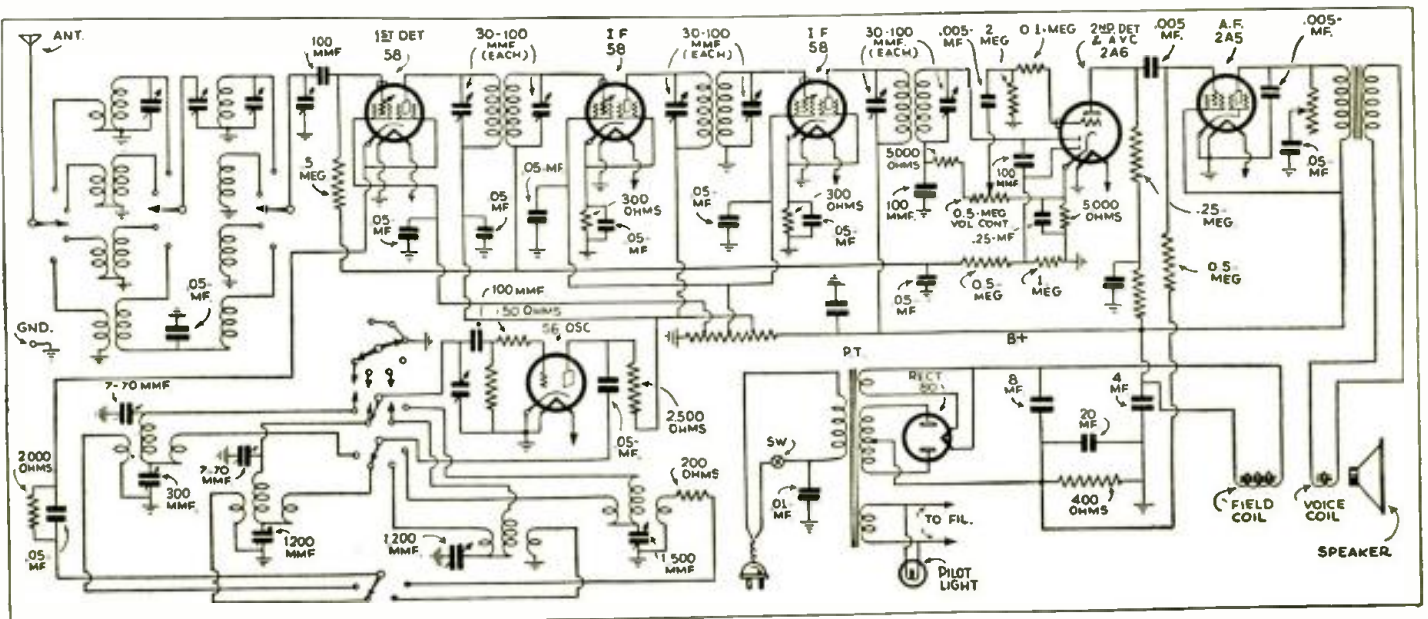 ANT.
100
MMF
1ST DET
58
30-100
MMF
(EACH)
I F
58
30-100
MMF
(EACH)
I F
58
30-100
MMF.
(EACH)
.005-
MF
2
MEG
0 1-MEG
2ND DET
& AVC
2A6
.005
MF.
A.F.
2A5
.005-
MF.
5
MEG
.05-
MF
.05
MF
.05-MF
300
OHMS
.05-
MF
.05-
MF
300
OHMS
.05-
MF
5000
OHMS
100
MMF.
100
MMF
0.5-MEG
VOL CONT
.25-MF
5000
OHMS
.25-
MEG
.05-
MF
0.5-
MEG
.05-
MF
0.5-
MEG
1
MEG
.05-
MF.
GND.
100 MMF.
50 OHMS
56 OSC
B+
7-70 MMF
2000
OHMS
300
MMF.
7-70
MMF
.05
MF
1200
MMF
1200
MMF
.05-
MF
2,500
OHMS
200
OHMS
1500
MMF
P.T.
RECT
80
SW
.01
MF
TO FIL.
PILOT
LIGHT
8
MF
4
MF
20
MF
400
OHMS
FIELD
COIL
VOICE
COIL
SPEAKER